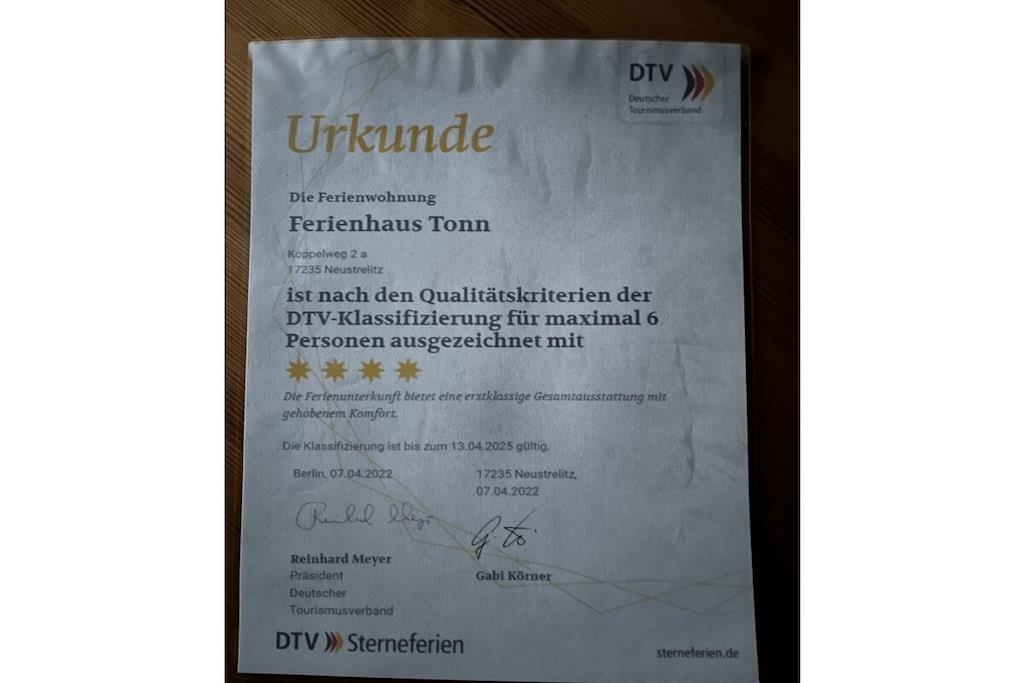 DTV
Deutscher
Tourismusverband
Urkunde
Die Ferienwohnung
Ferienhaus Tonn
Koppelweg 2 a
17235 Neustrelitz
ist nach den Qualitätskriterien der
DTV-Klassifizierung für maximal 6
Personen ausgezeichnet mit
Die Ferienunterkunft bietet eine erstklassige Gesamtausstattung mit
gehobenem Komfort.
Die Klassifizierung ist bis zum 13.04.2025 gültig.
Berlin, 07.04.2022
17235 Neustrelitz,
07.04.2022
Reinhard Meyer
Präsident
Deutscher
Tourismusverband
Gabi Körner
DTV Sterneferien
sterneferien.de